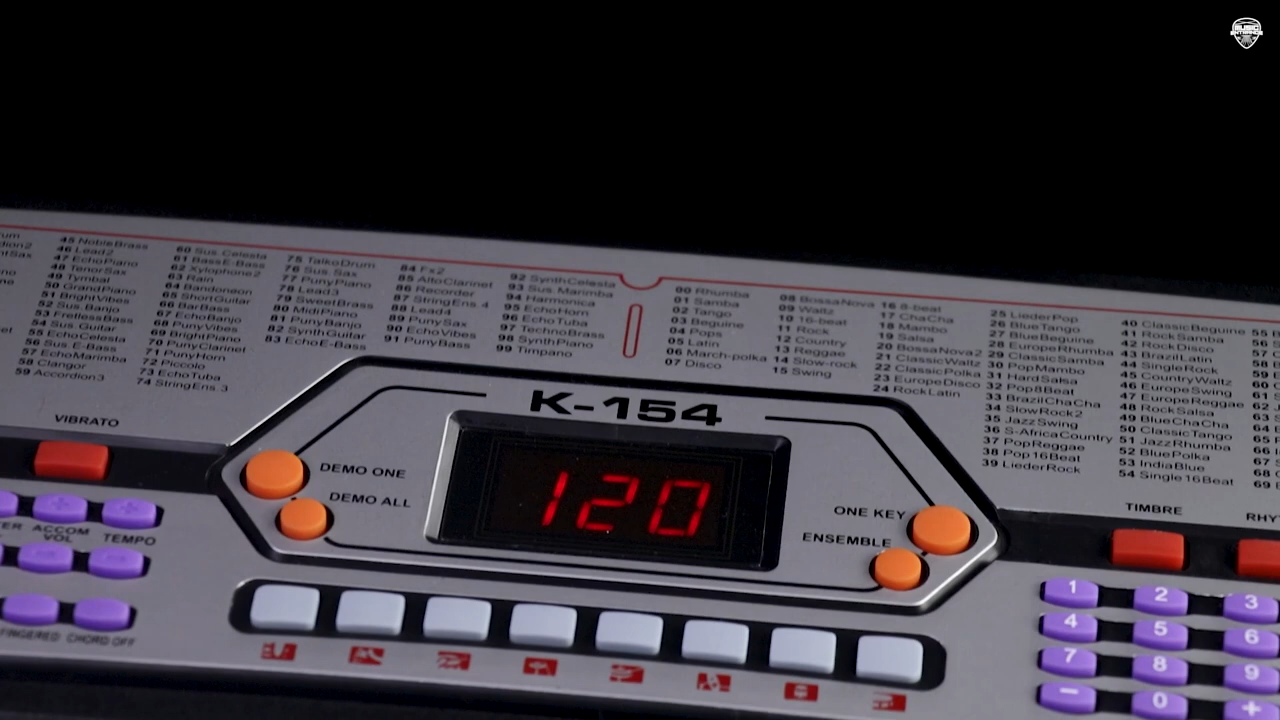 45 NobleBrass
46 Lead2
47 EchoPiano
48 TenorSax
49 Tymbal
50 GrandPiano
51 BrightVibes
52 Sus.Banjo
53 FretlessBass
54 Sus.Guitar
55 EchoCelesta
56 Sus E-Bass
57 EchoMarimba
58 Clangor
59 Accordion3
60 Sus.Celesta
61 BassE-Bass
62 Xylophone2
63 Rain
64 Bandoneon
65 ShortGuitar
66 BarBass
67 EchoBanjo
68 PunyVibes
69 BrightPiano
70 PunyClarinet
71 PunyHorn
72 Piccolo
73 EchoTuba
74 StringEns.3
75 TalkoDrum
76 Sus.Sax
77 PunyPiano
78 Lead3
79 SweetBrass
80 MidiPiano
81 PunyBanjo
82 SynthGuitar
83 EchoE-Bass
84 Fx2
85 AltoClarinet
86 Recorder
87 StringEns.4
88 Lead4
89 PunySax
90 EchoVibes
91 PunyBass
92 SynthCelesta
93 Sus.Marimba
94 Harmonica
95 EchoHorn
96 EchoTuba
97 TechnoBrass
98 SynthPiano
99 Timpano
00 Rhumba
01 Samba
02 Tango
03 Beguine
04 Pops
05 Latin
06 March-polka
07 Disco
08 BossaNova
09 Waltz
10 16-beat
11 Rock
12 Country
13 Reggae
14 Slow-rock
15 Swing
16 8-beat
17 ChaCha
18 Mambo
19 Salsa
20 BossaNova2
21 ClassicWaltz
22 ClassicPolka
23 EuropeDisco
24 RockLatin
25 LiederPop
26 BlueTango
27 BlueBeguine
28 EuropeRhumba
29 ClassicSamba
30 PopMambo
31 HardSalsa
32 Pop8Beat
33 BrazilChaCha
34 SlowRock2
35 JazzSwing
36 S-AfricaCountry
37 PopReggae
38 Pop16Beat
39 LiederRock
40 ClassicBeguine
41 RockSamba
42 RockDisco
43 BrazilLatin
44 SingleRock
45 CountryWaltz
46 EuropeSwing
47 EuropeReggae
48 RockSalsa
49 BlueChaCha
50 ClassicTango
51 JazzRhumba
52 BluePolka
53 IndiaBlue
54 Single16Beat
K-154
120
VIBRATO
DEMO ONE
DEMO ALL
ONE KEY
ENSEMBLE
TIMBRE
RHY
ACCOM
VOL
TEMPO
FINGERED
CHORD OFF
1 2 3
4 5 6
7 8 9
- 0 +